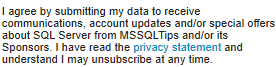 I agree by submitting my data to receive
communications, account updates and/or special offers
about SQL Server from MSSQLTips and/or its
Sponsors. I have read the privacy statement and
understand I may unsubscribe at any time.